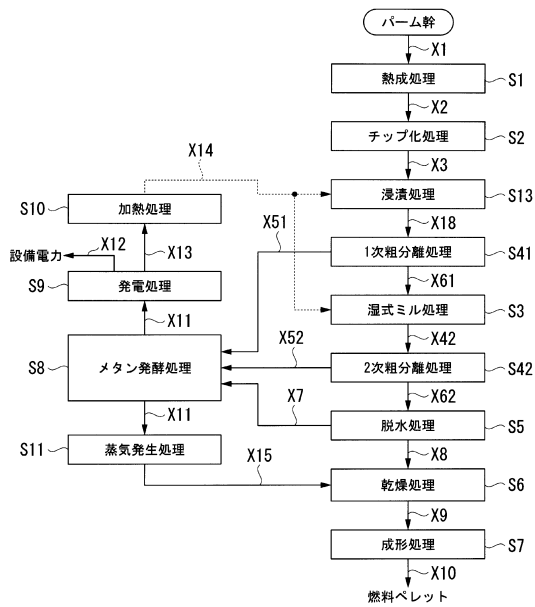 パーム幹
X1
熱成処理
S1
X2
チップ化処理
S2
X3
X14
S10
加熱処理
浸漬処理
S13
X12
X13
X51
X18
設備電力
1次粗分離処理
S41
S9
発電処理
X61
X11
湿式ミル処理
S3
X52
X42
S8
メタン発酵処理
2次粗分離処理
S42
X11
X7
X62
脱水処理
S5
S11
蒸気発生処理
X15
X8
乾燥処理
S6
X9
成形処理
S7
X10
燃料ペレット